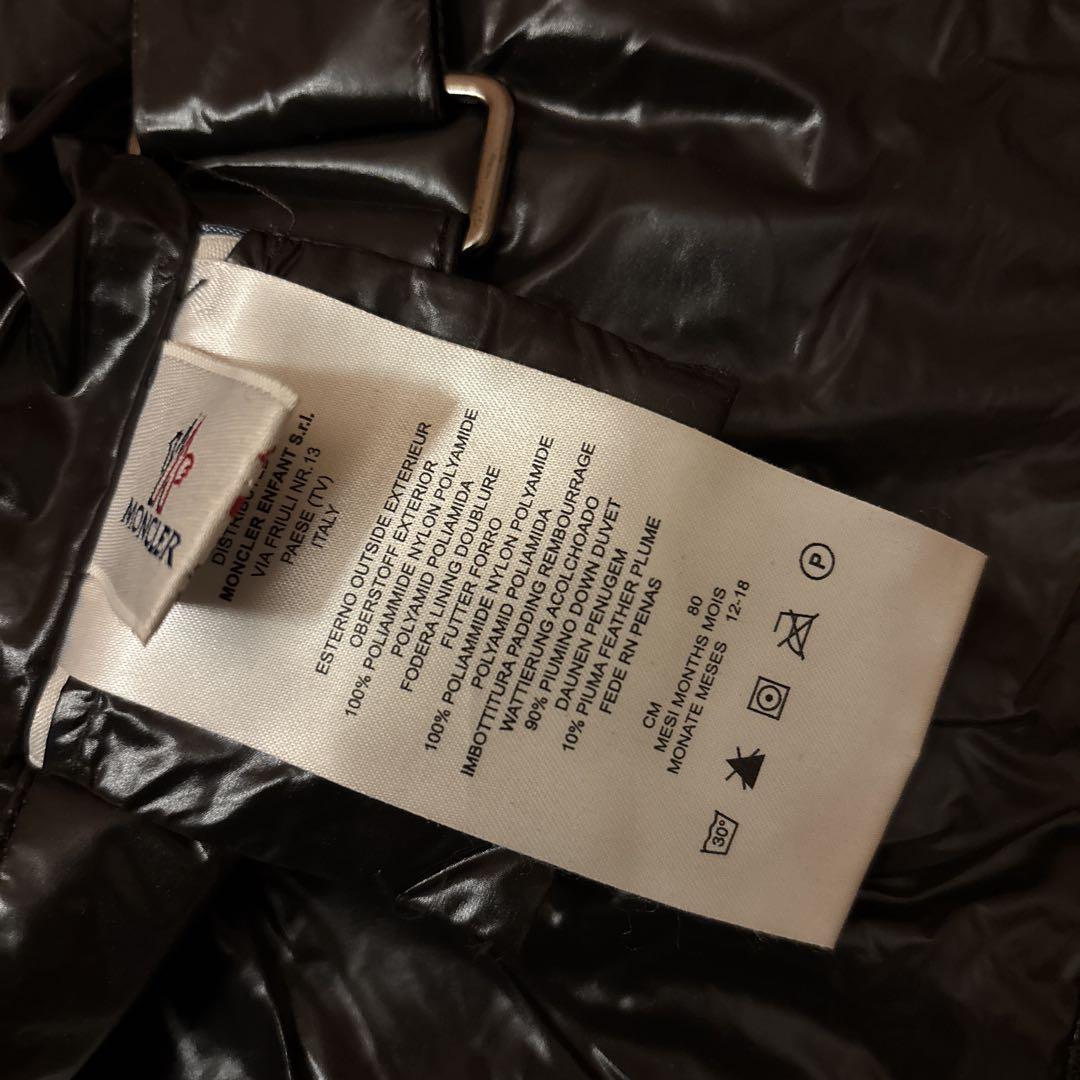 MONCLER
MONCLER ENFANT S.r.l.
VIA FRIULI NR.13
PAESE (TV)
ITALY
ESTERNO OUTSIDE EXTERIEUR
OBERSTOFF EXTERIOR
100% POLIAMMIDE NYLON POLYAMIDE
POLYAMID POLIAMIDA
FODERA LINING DOUBLURE
FUTTER FORRO
100% POLIAMMIDE NYLON POLYAMIDE
POLYAMID POLIAMIDA
IMBOTTITURA PADDING REMBOURRAGE
WATTIERUNG ACOLCHOADO
90% PIUMINO DOWN DUVET
DAUNEN PENUGEM
10% PIUMA FEATHER PLUME
FEDE RN PENAS
CM 80
MESI MONTHS MOIS
MONATE MESES 12-18
30°
P